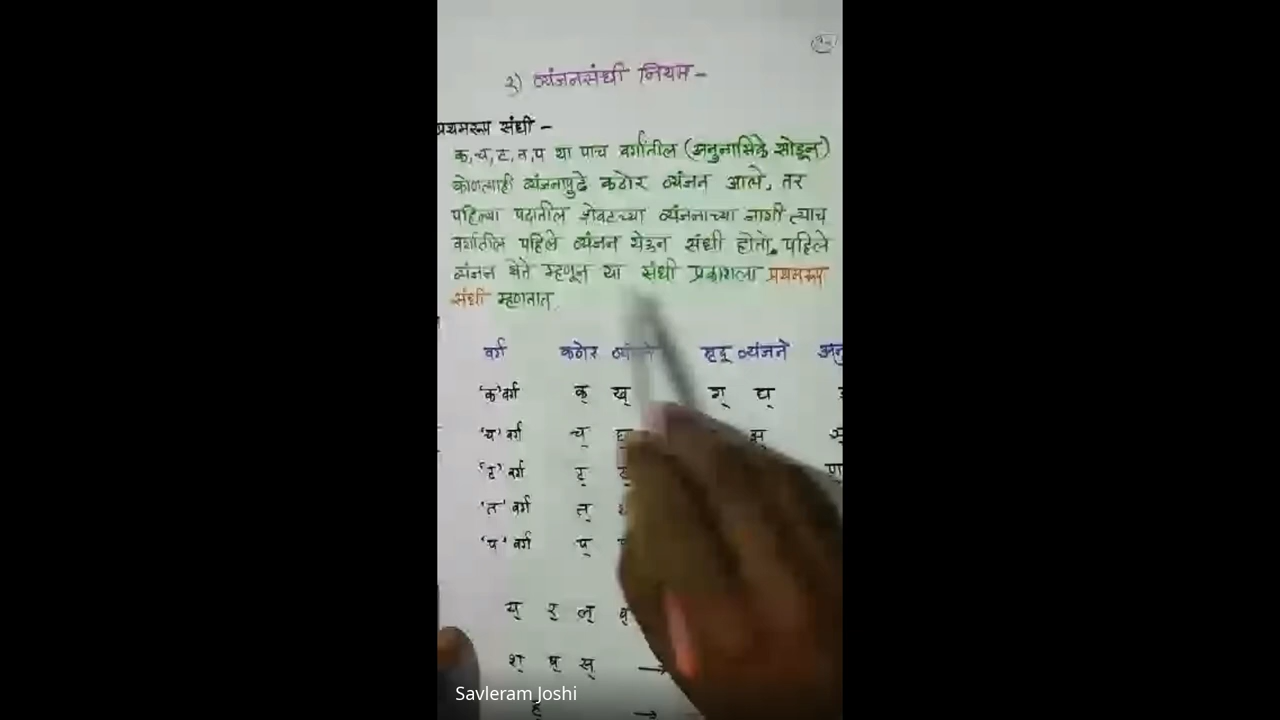 २) व्यंजनसंधी नियम -
प्रथमरूप संधी -
क,च,ट,त,प या पाच वर्गांतील (अनुनासिके सोडून)
कोणत्याही व्यंजनापुढे कठोर व्यंजन आले, तर
पहिल्या पदातील शेवटच्या व्यंजनाच्या जागी त्याच
वर्गातील पहिले व्यंजन येऊन संधी होतो. पहिले
व्यंजन येते म्हणून या संधी प्रकाराला प्रथमरूप
संधी म्हणतात.
वर्ग कठोर व्यंजने मृदू व्यंजने अनु
'क' वर्ग क् ख् ग् घ्
'च' वर्ग च् छ् झ्
'ट' वर्ग ट् ठ् ण्
'त' वर्ग त्
'प' वर्ग प्
य् र् ल् व्
श् ष् स् →
ह् →
Savleram Joshi